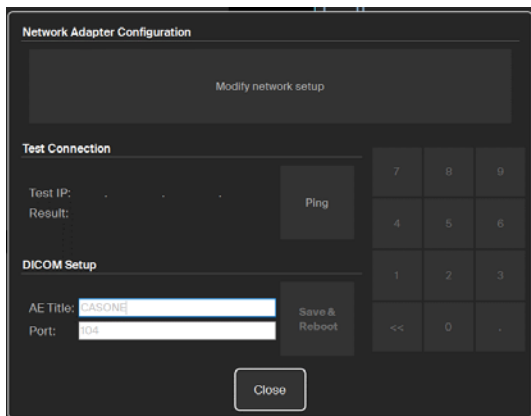 Network Adapter Configuration
Modify network setup
Test Connection
Test IP: . . .
Result:
Ping
DICOM Setup
AE Title: CASONE
Port: 104
Save &
Reboot
7 8 9
4 5 6
1 2 3
<< 0 .
Close